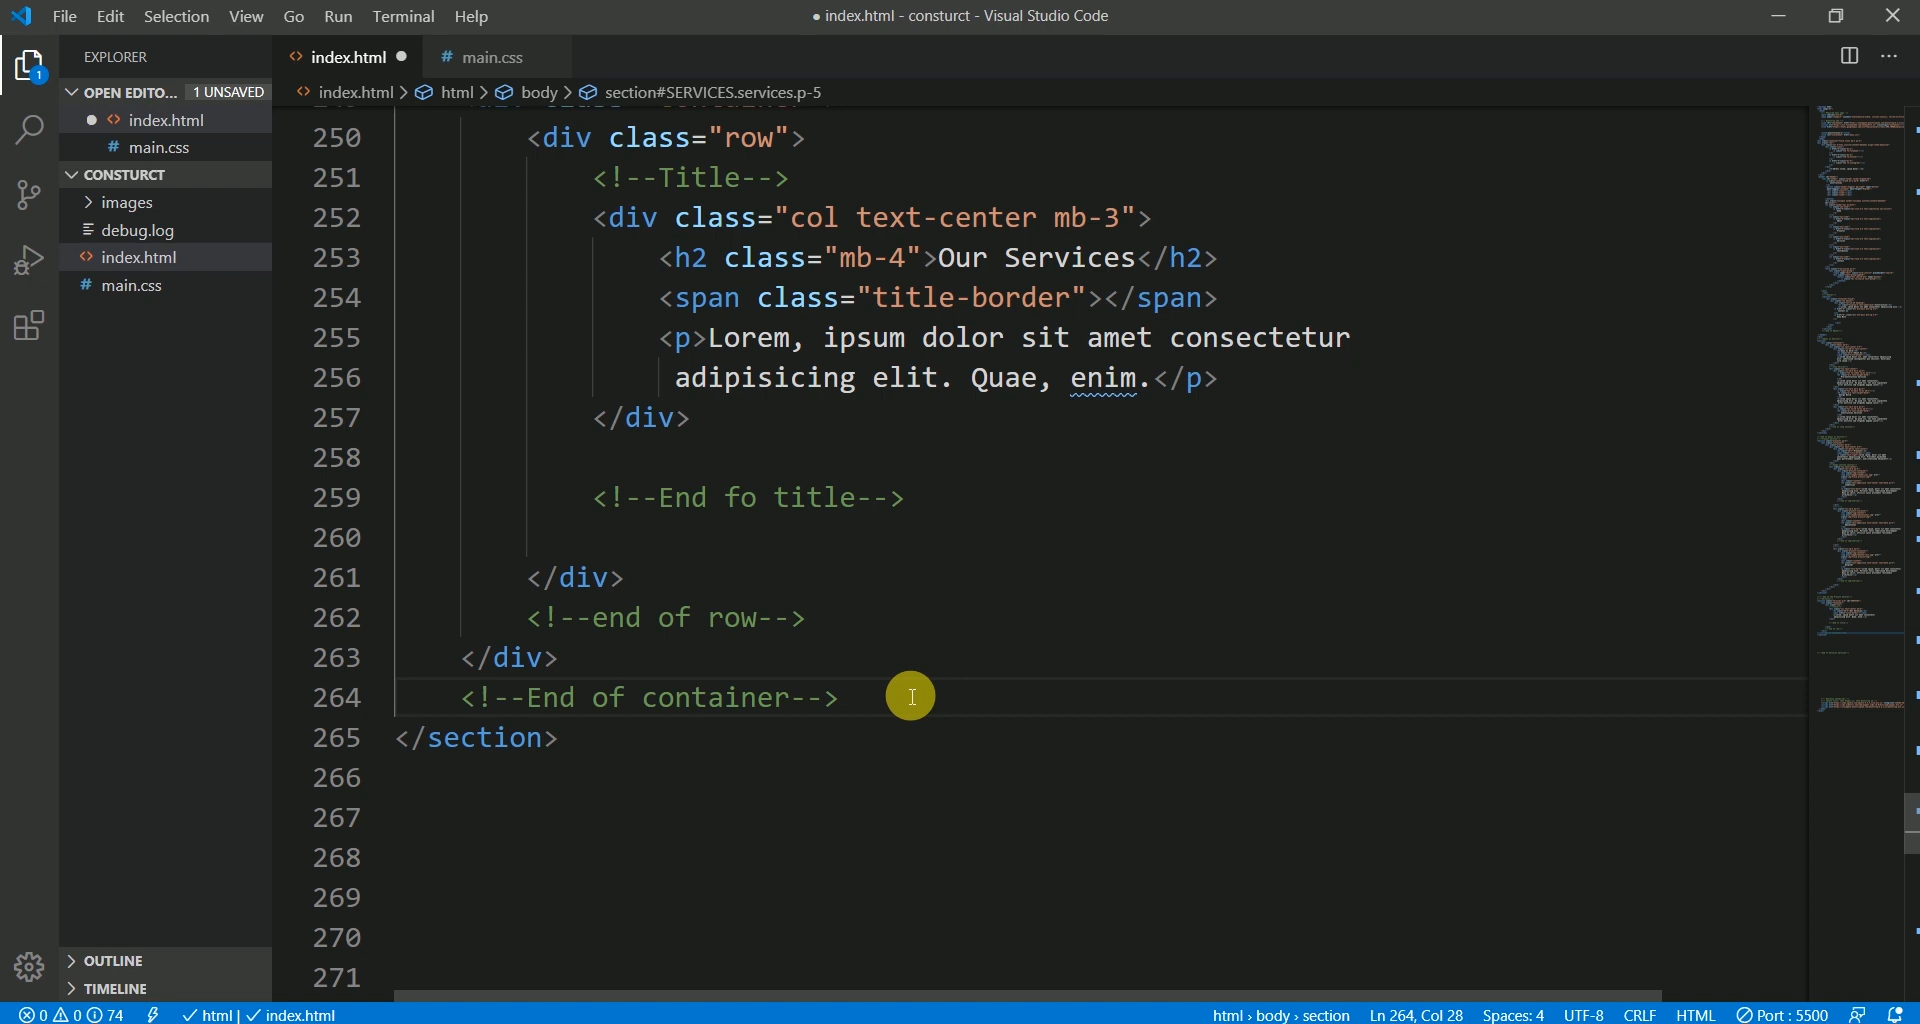 File Edit Selection View Go Run Terminal Help
● index.html - consturct - Visual Studio Code
1
EXPLORER
OPEN EDITO... 1 UNSAVED
● <> index.html
# main.css
CONSTURCT
> images
debug.log
<> index.html
# main.css
OUTLINE
TIMELINE
<> index.html ●
# main.css
<> index.html > html > body > section#SERVICES.services.p-5
250 <div class="row">
251 <!--Title-->
252 <div class="col text-center mb-3">
253 <h2 class="mb-4">Our Services</h2>
254 <span class="title-border"></span>
255 <p>Lorem, ipsum dolor sit amet consectetur
256 adipisicing elit. Quae, enim.</p>
257 </div>
258
259 <!--End fo title-->
260
261 </div>
262 <!--end of row-->
263 </div>
264 <!--End of container-->
265 </section>
266
267
268
269
270
271
0 0 74 html | index.html
html › body › section Ln 264, Col 28 Spaces: 4 UTF-8 CRLF HTML Port : 5500